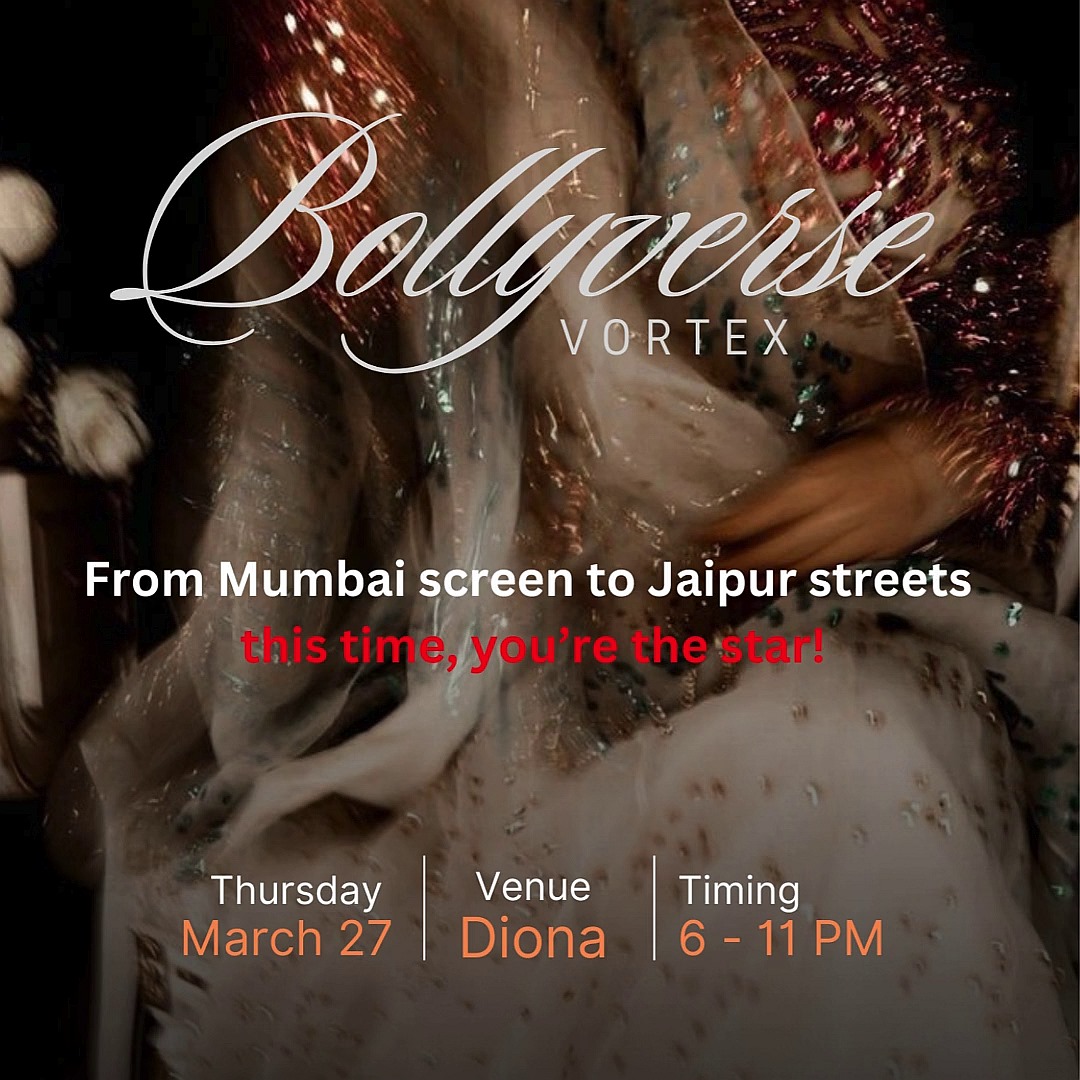 Bollyverse
VORTEX
From Mumbai screen to Jaipur streets
this time, you’re the star!
Thursday
March 27
Venue
Diona
Timing
6 - 11 PM